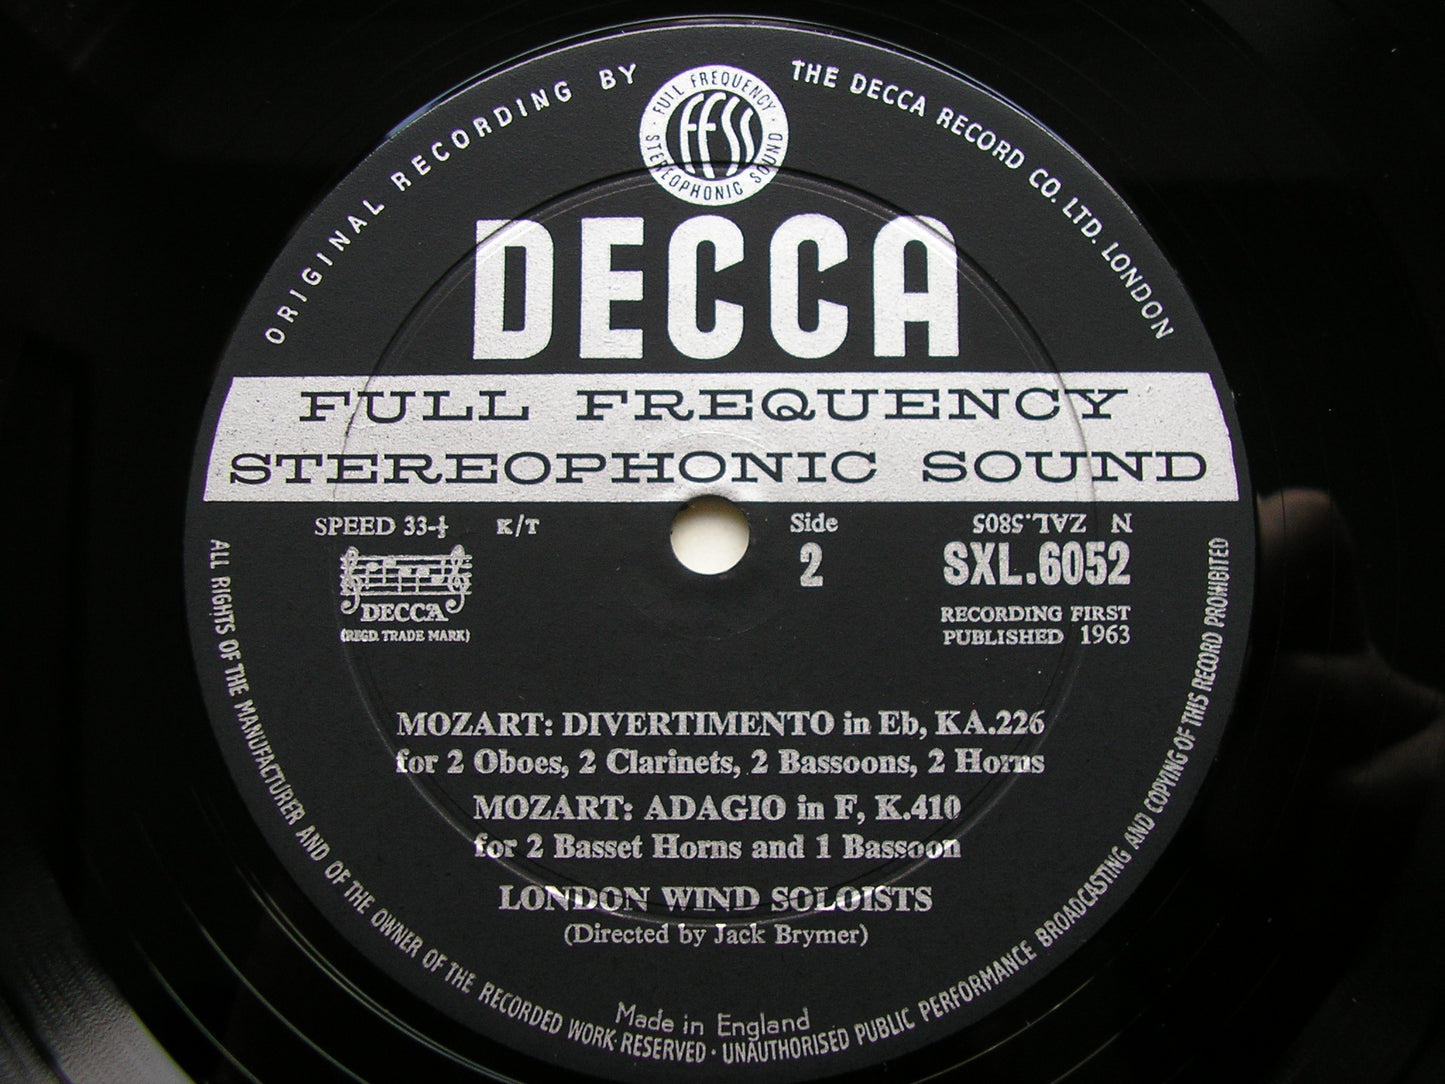 ORIGINAL RECORDING BY THE DECCA RECORD CO. LTD. LONDON
FULL FREQUENCY
FFSS
STEREOPHONIC SOUND
DECCA
FULL FREQUENCY
STEREOPHONIC SOUND
SPEED 33-⅓ K/T
DECCA
(REGD. TRADE MARK)
Side
2
N ZAL.5805
SXL.6052
RECORDING FIRST
PUBLISHED 1963
MOZART: DIVERTIMENTO in Eb, KA.226
for 2 Oboes, 2 Clarinets, 2 Bassoons, 2 Horns
MOZART: ADAGIO in F, K.410
for 2 Basset Horns and 1 Bassoon
LONDON WIND SOLOISTS
(Directed by Jack Brymer)
Made in England
ALL RIGHTS OF THE MANUFACTURER AND OF THE OWNER OF THE RECORDED WORK RESERVED · UNAUTHORISED PUBLIC PERFORMANCE BROADCASTING AND COPYING OF THIS RECORD PROHIBITED